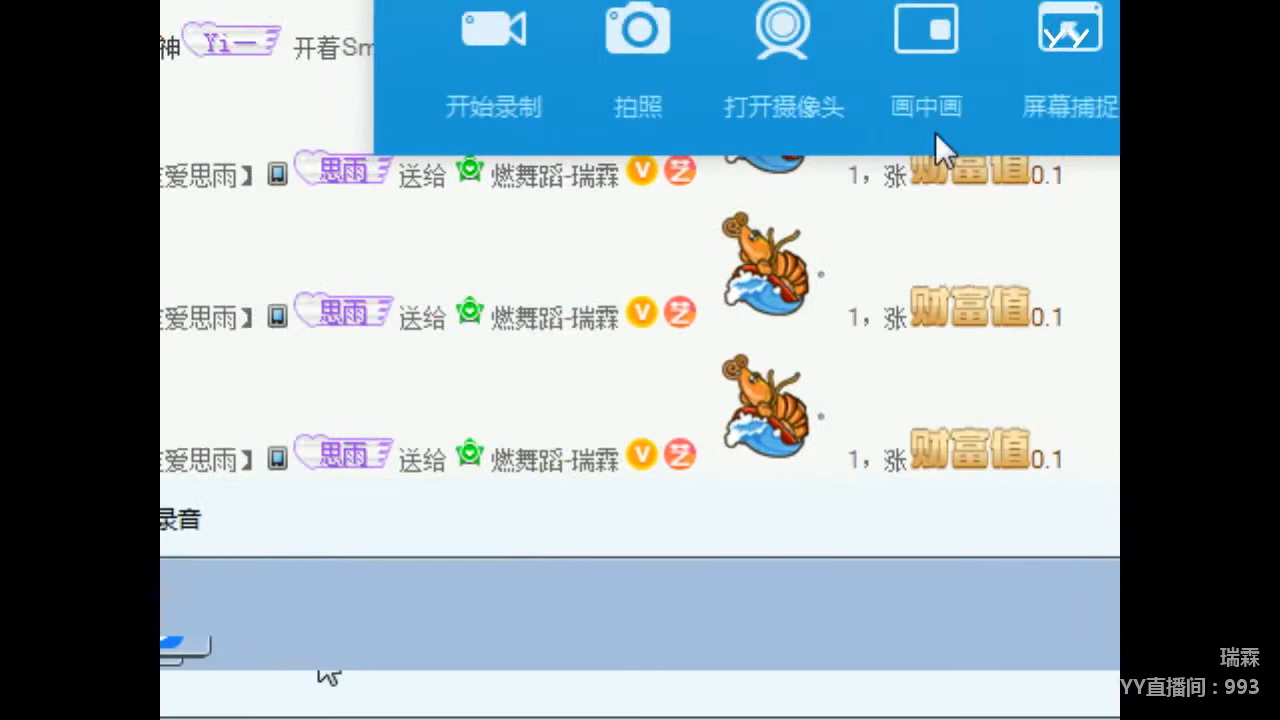 神 Yi一 开着Sm
开始录制 拍照 打开摄像头 画中画 屏幕捕捉
爱思雨】 思雨 送给 燃舞蹈-瑞霖 V 艺 1，张 财富值 0.1
爱思雨】 思雨 送给 燃舞蹈-瑞霖 V 艺 1，张 财富值 0.1
爱思雨】 思雨 送给 燃舞蹈-瑞霖 V 艺 1，张 财富值 0.1
录音
瑞霖
YY直播间：993